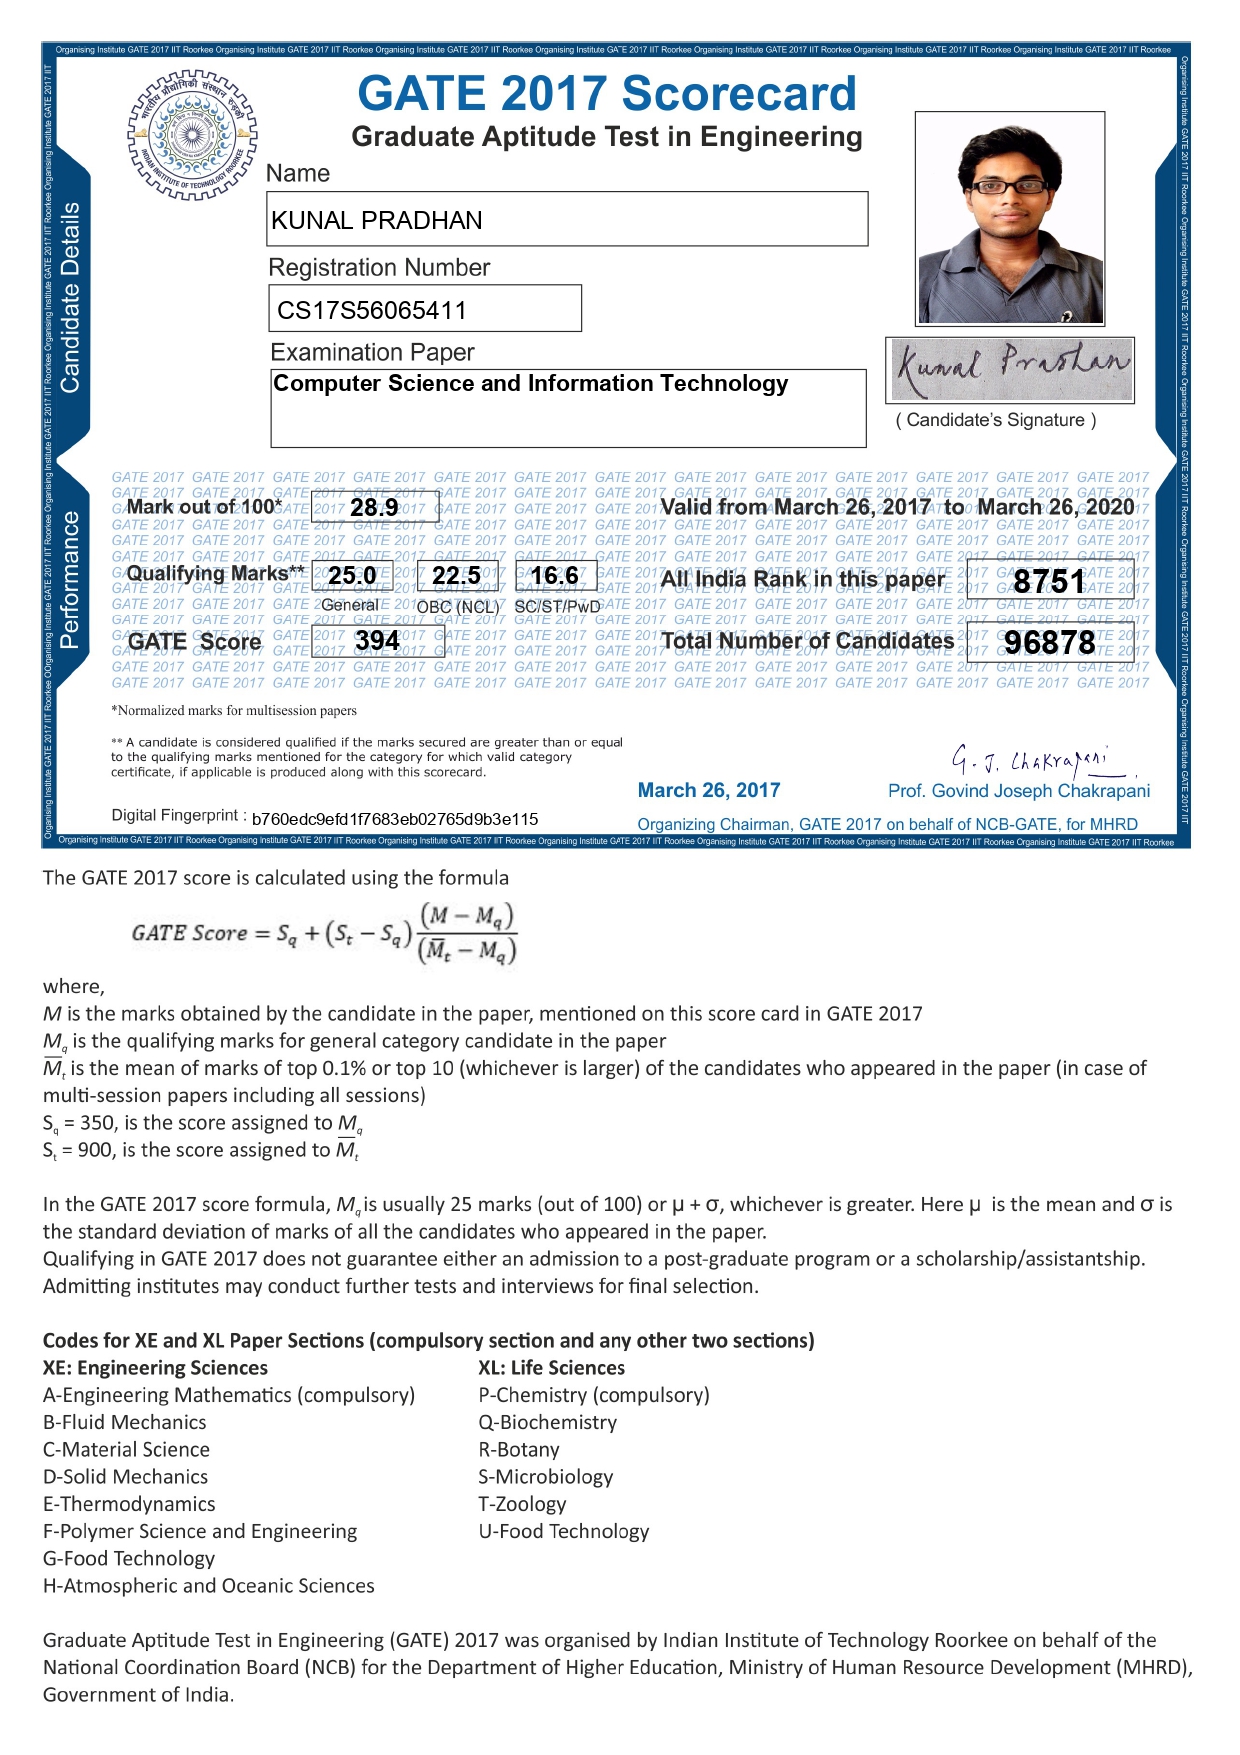 Organising Institute GATE 2017 IIT Roorkee Organising Institute GATE 2017 IIT Roorkee Organising Institute GATE 2017 IIT Roorkee Organising Institute GATE 2017 IIT Roorkee Organising Institute GATE 2017 IIT Roorkee Organising Institute GATE 2017 IIT Roorkee Organising Institute GATE 2017 IIT Roorkee
GATE 2017 Scorecard
Graduate Aptitude Test in Engineering
INDIAN INSTITUTE OF TECHNOLOGY ROORKEE
Candidate Details
Name
KUNAL PRADHAN
Registration Number
CS17S56065411
Examination Paper
Computer Science and Information Technology
Kunal Pradhan
( Candidate's Signature )
Performance
Mark out of 100* 28.9 Valid from March 26, 2017 to March 26, 2020
Qualifying Marks** 25.0 22.5 16.6 All India Rank in this paper 8751
General OBC (NCL) SC/ST/PwD
GATE Score 394 Total Number of Candidates 96878
*Normalized marks for multisession papers
** A candidate is considered qualified if the marks secured are greater than or equal
to the qualifying marks mentioned for the category for which valid category
certificate, if applicable is produced along with this scorecard.
G. J. Chakrapani
March 26, 2017 Prof. Govind Joseph Chakrapani
Digital Fingerprint : b760edc9efd1f7683eb02765d9b3e115
Organizing Chairman, GATE 2017 on behalf of NCB-GATE, for MHRD
The GATE 2017 score is calculated using the formula
GATE Score = Sq + (St − Sq) (M − Mq) / (M̅t − Mq)
where,
M is the marks obtained by the candidate in the paper, mentioned on this score card in GATE 2017
Mq is the qualifying marks for general category candidate in the paper
M̅t is the mean of marks of top 0.1% or top 10 (whichever is larger) of the candidates who appeared in the paper (in case of
multi-session papers including all sessions)
Sq = 350, is the score assigned to Mq
St = 900, is the score assigned to M̅t
In the GATE 2017 score formula, Mq is usually 25 marks (out of 100) or μ + σ, whichever is greater. Here μ is the mean and σ is
the standard deviation of marks of all the candidates who appeared in the paper.
Qualifying in GATE 2017 does not guarantee either an admission to a post-graduate program or a scholarship/assistantship.
Admitting institutes may conduct further tests and interviews for final selection.
Codes for XE and XL Paper Sections (compulsory section and any other two sections)
XE: Engineering Sciences XL: Life Sciences
A-Engineering Mathematics (compulsory) P-Chemistry (compulsory)
B-Fluid Mechanics Q-Biochemistry
C-Material Science R-Botany
D-Solid Mechanics S-Microbiology
E-Thermodynamics T-Zoology
F-Polymer Science and Engineering U-Food Technology
G-Food Technology
H-Atmospheric and Oceanic Sciences
Graduate Aptitude Test in Engineering (GATE) 2017 was organised by Indian Institute of Technology Roorkee on behalf of the
National Coordination Board (NCB) for the Department of Higher Education, Ministry of Human Resource Development (MHRD),
Government of India.